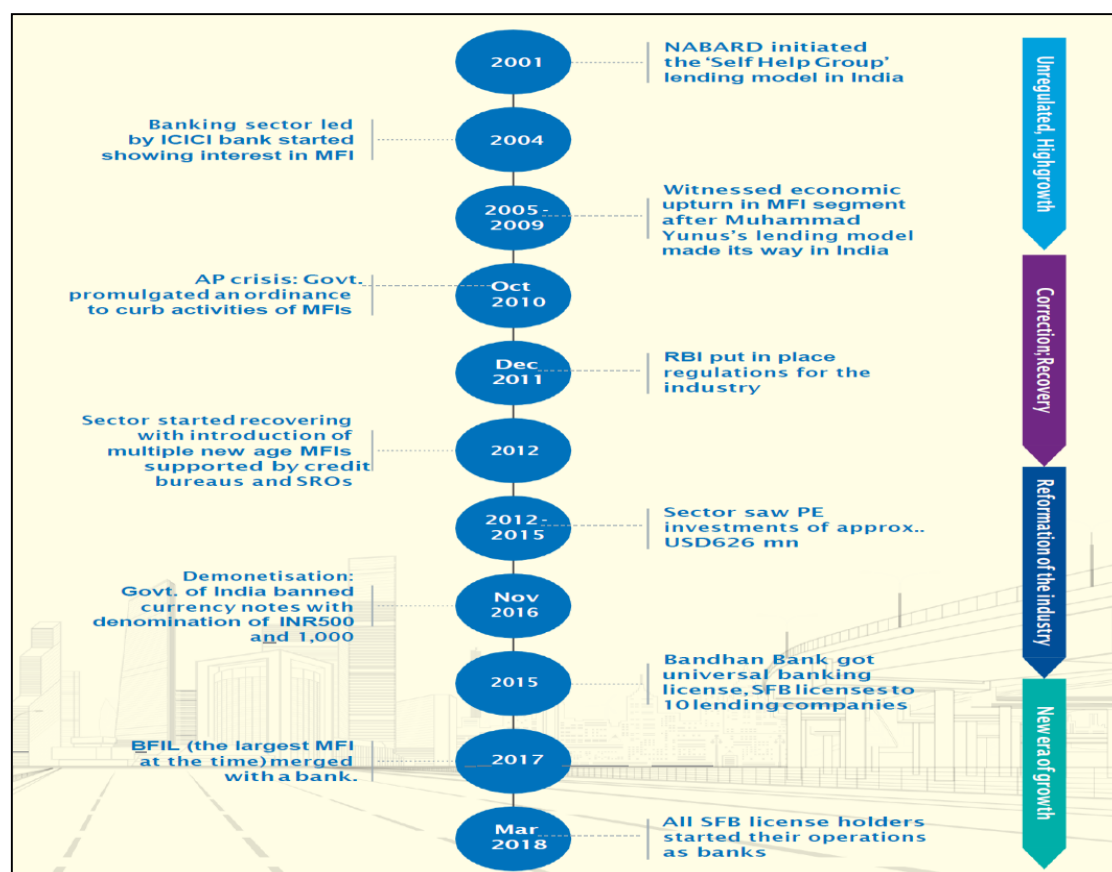 2001
NABARD initiated
the ‘Self Help Group’
lending model in India
Banking sector led
by ICICI bank started
showing interest in MFI
2004
2005-
2009
Witnessed economic
upturn in MFI segment
after Muhammad
Yunus’s lending model
made its way in India
AP crisis: Govt.
promulgated an ordinance
to curb activities of MFIs
Oct
2010
Dec
2011
RBI put in place
regulations for the
industry
Sector started recovering
with introduction of
multiple new age MFIs
supported by credit
bureaus and SROs
2012
2012-
2015
Sector saw PE
investments of approx..
USD626 mn
Demonetisation:
Govt. of India banned
currency notes with
denomination of INR500
and 1,000
Nov
2016
2015
Bandhan Bank got
universal banking
license, SFB licenses to
10 lending companies
BFIL (the largest MFI
at the time) merged
with a bank.
2017
Mar
2018
All SFB license holders
started their operations
as banks
Unregulated, Highgrowth
Correction; Recovery
Reformation of the industry
New era of growth